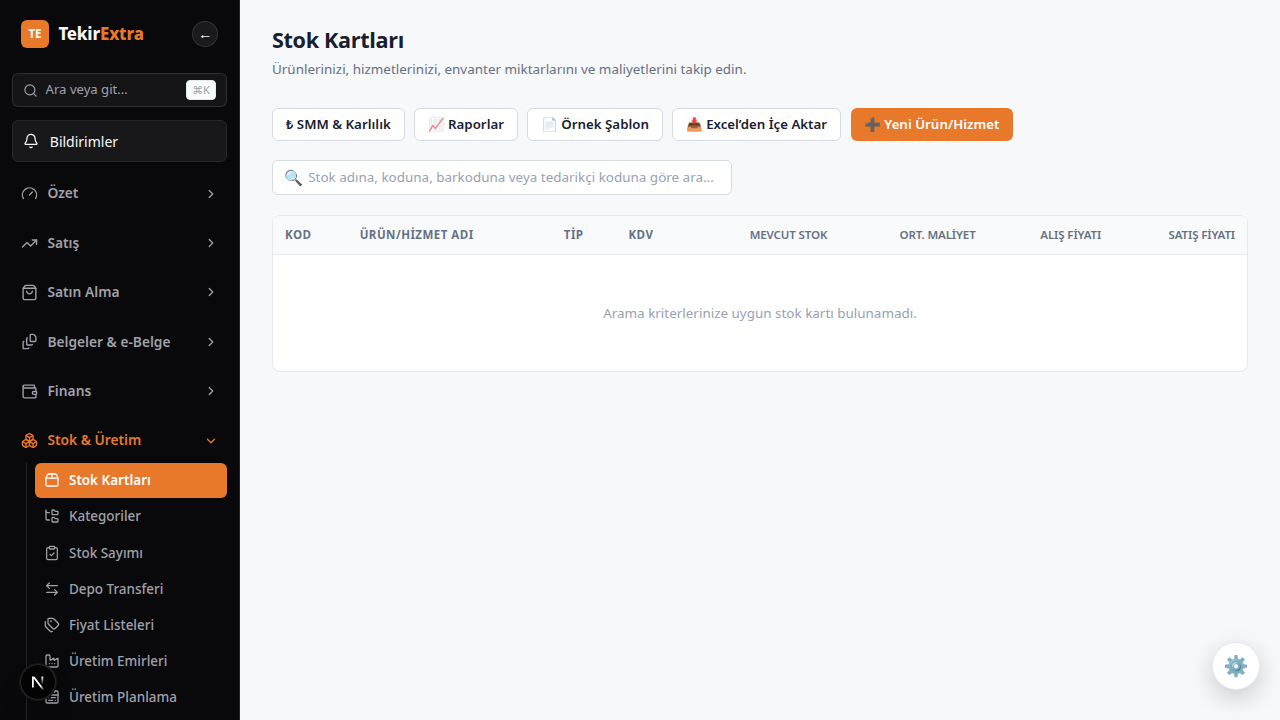 TE TekirExtra ←
Ara veya git... ⌘K
Bildirimler
Özet
Satış
Satın Alma
Belgeler & e-Belge
Finans
Stok & Üretim
Stok Kartları
Kategoriler
Stok Sayımı
Depo Transferi
Fiyat Listeleri
Üretim Emirleri
Üretim Planlama
N
Stok Kartları
Ürünlerinizi, hizmetlerinizi, envanter miktarlarını ve maliyetlerini takip edin.
₺ SMM & Karlılık
📈 Raporlar
📄 Örnek Şablon
📥 Excel'den İçe Aktar
➕ Yeni Ürün/Hizmet
🔍 Stok adına, koduna, barkoduna veya tedarikçi koduna göre ara...
KOD ÜRÜN/HİZMET ADI TİP KDV MEVCUT STOK ORT. MALİYET ALIŞ FİYATI SATIŞ FİYATI
Arama kriterlerinize uygun stok kartı bulunamadı.